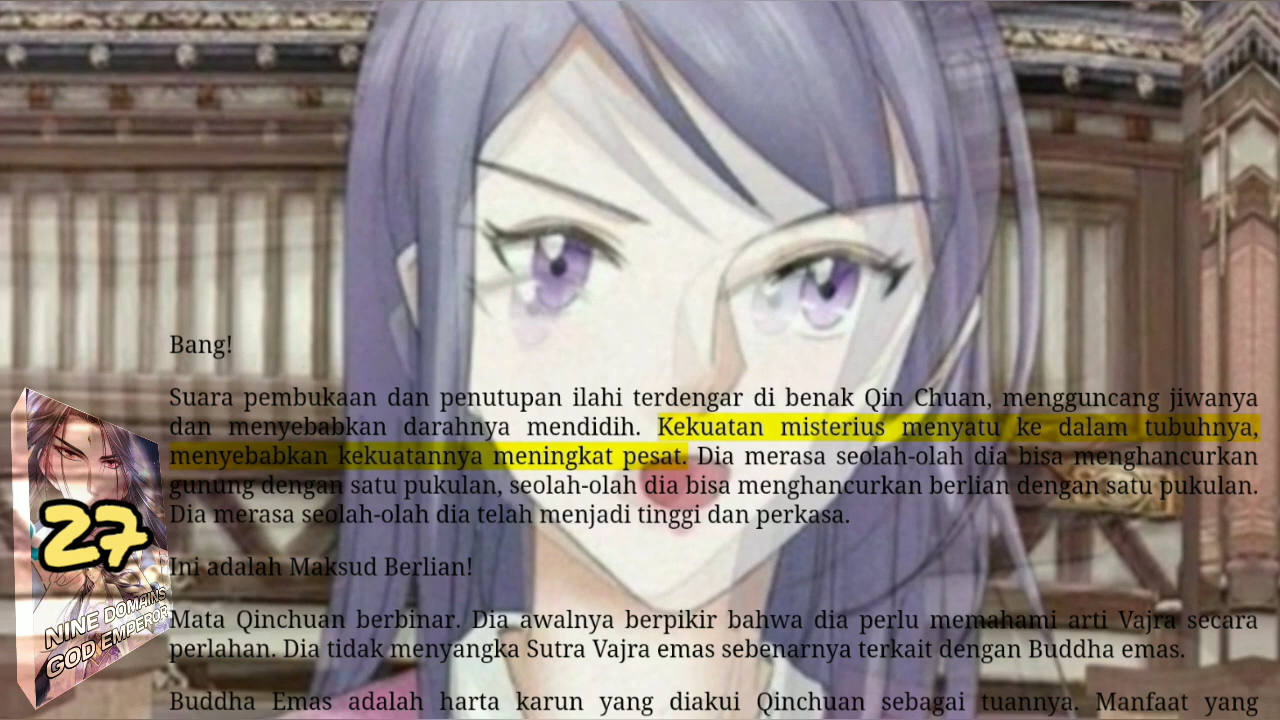 Bang!
Suara pembukaan dan penutupan ilahi terdengar di benak Qin Chuan, mengguncang jiwanya
dan menyebabkan darahnya mendidih. Kekuatan misterius menyatu ke dalam tubuhnya,
menyebabkan kekuatannya meningkat pesat. Dia merasa seolah-olah dia bisa menghancurkan
gunung dengan satu pukulan, seolah-olah dia bisa menghancurkan berlian dengan satu pukulan.
Dia merasa seolah-olah dia telah menjadi tinggi dan perkasa.
Ini adalah Maksud Berlian!
Mata Qinchuan berbinar. Dia awalnya berpikir bahwa dia perlu memahami arti Vajra secara
perlahan. Dia tidak menyangka Sutra Vajra emas sebenarnya terkait dengan Buddha emas.
Buddha Emas adalah harta karun yang diakui Qinchuan sebagai tuannya. Manfaat yang
27
NINE DOMAINS
GOD EMPEROR